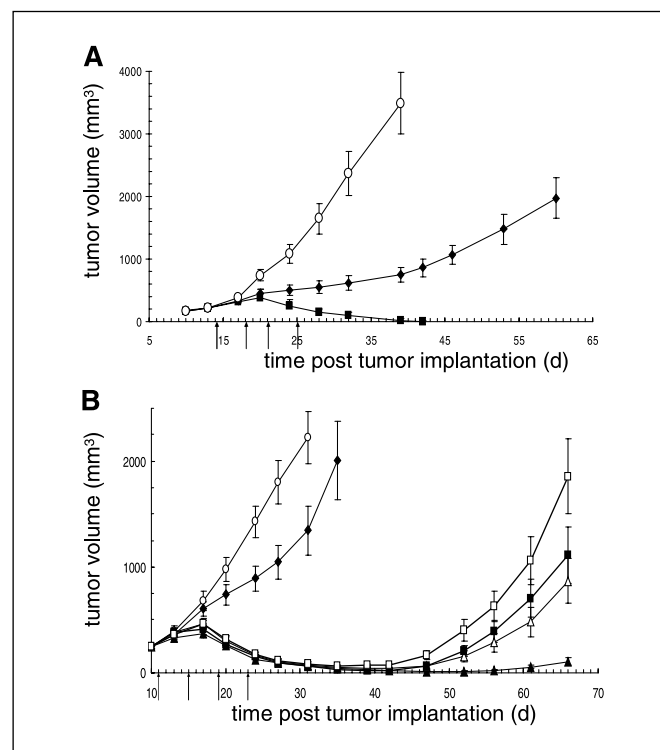 A
tumor volume (mm³)
4000
3000
2000
1000
0
5 15 25 35 45 55 65
time post tumor implantation (d)
B
tumor volume (mm³)
2000
1000
0
10 20 30 40 50 60 70
time post tumor implantation (d)